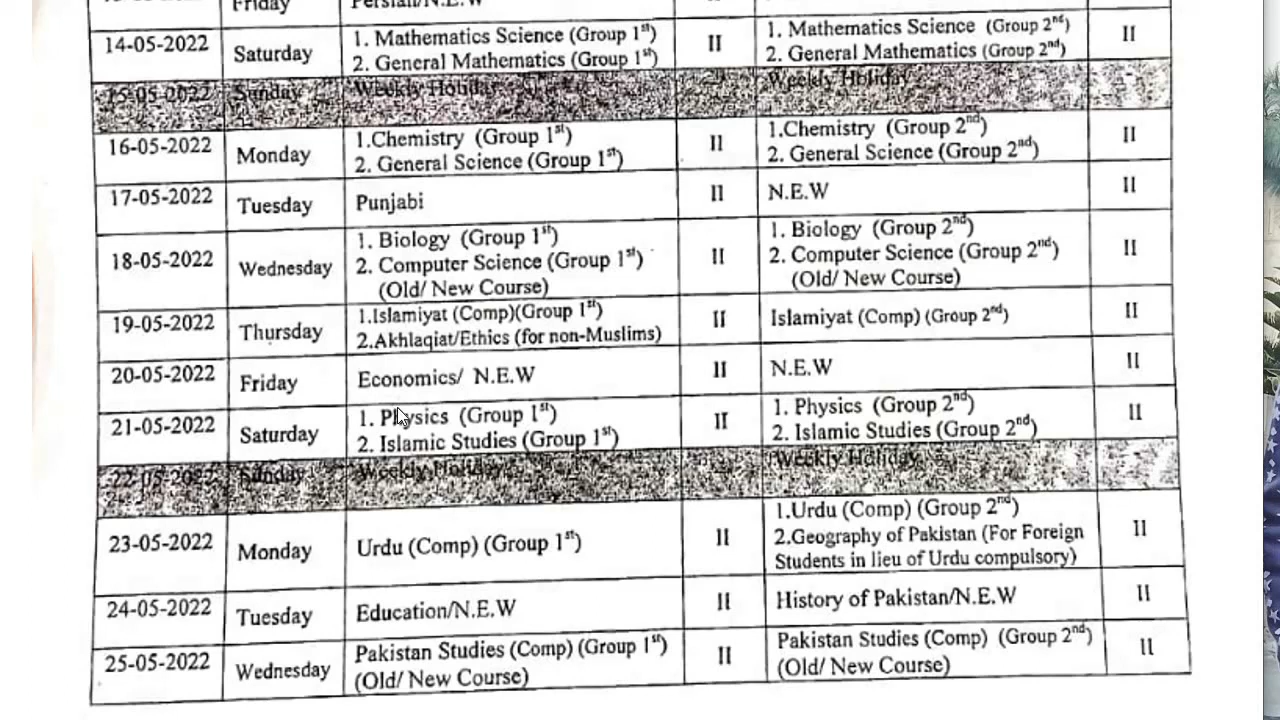 Friday Persian/N.E.W II II
14-05-2022 Saturday 1. Mathematics Science (Group 1st) II 1. Mathematics Science (Group 2nd) II
2. General Mathematics (Group 1st) 2. General Mathematics (Group 2nd)
15-05-2022 Sunday Weekly Holiday Weekly Holiday
16-05-2022 Monday 1.Chemistry (Group 1st) II 1.Chemistry (Group 2nd) II
2. General Science (Group 1st) 2. General Science (Group 2nd)
17-05-2022 Tuesday Punjabi II N.E.W II
18-05-2022 Wednesday 1. Biology (Group 1st) II 1. Biology (Group 2nd) II
2. Computer Science (Group 1st) 2. Computer Science (Group 2nd)
(Old/ New Course) (Old/ New Course)
19-05-2022 Thursday 1.Islamiyat (Comp)(Group 1st) II Islamiyat (Comp) (Group 2nd) II
2.Akhlaqiat/Ethics (for non-Muslims)
20-05-2022 Friday Economics/ N.E.W II N.E.W II
21-05-2022 Saturday 1. Physics (Group 1st) II 1. Physics (Group 2nd) II
2. Islamic Studies (Group 1st) 2. Islamic Studies (Group 2nd)
22-05-2022 Sunday Weekly Holiday Weekly Holiday
23-05-2022 Monday Urdu (Comp) (Group 1st) II 1.Urdu (Comp) (Group 2nd) II
2.Geography of Pakistan (For Foreign
Students in lieu of Urdu compulsory)
24-05-2022 Tuesday Education/N.E.W II History of Pakistan/N.E.W II
25-05-2022 Wednesday Pakistan Studies (Comp) (Group 1st) II Pakistan Studies (Comp) (Group 2nd) II
(Old/ New Course) (Old/ New Course)